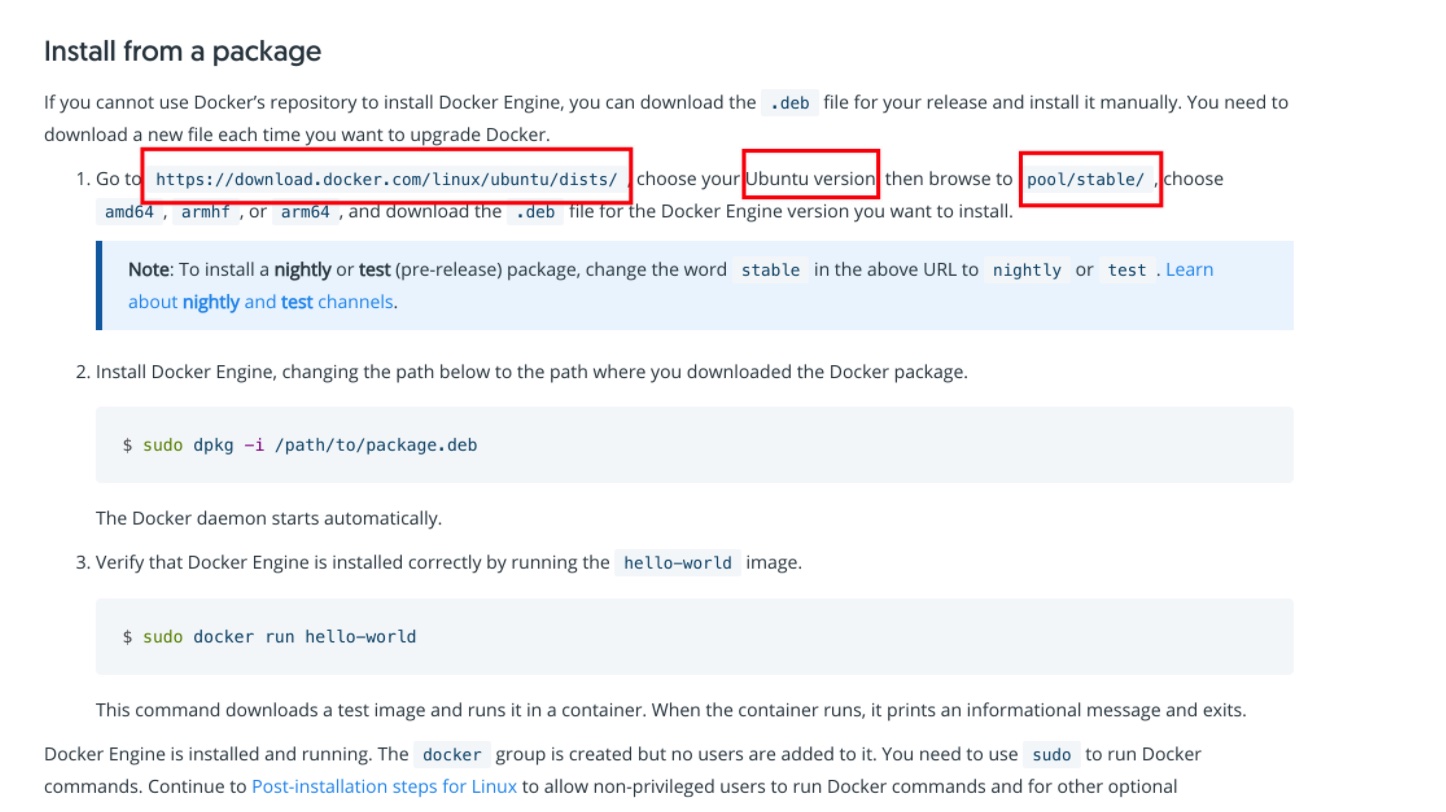 Install from a package
If you cannot use Docker’s repository to install Docker Engine, you can download the .deb file for your release and install it manually. You need to
download a new file each time you want to upgrade Docker.
1. Go to https://download.docker.com/linux/ubuntu/dists/ , choose your Ubuntu version, then browse to pool/stable/ , choose
amd64 , armhf , or arm64 , and download the .deb file for the Docker Engine version you want to install.
Note: To install a nightly or test (pre-release) package, change the word stable in the above URL to nightly or test . Learn
about nightly and test channels.
2. Install Docker Engine, changing the path below to the path where you downloaded the Docker package.
$ sudo dpkg -i /path/to/package.deb
The Docker daemon starts automatically.
3. Verify that Docker Engine is installed correctly by running the hello-world image.
$ sudo docker run hello-world
This command downloads a test image and runs it in a container. When the container runs, it prints an informational message and exits.
Docker Engine is installed and running. The docker group is created but no users are added to it. You need to use sudo to run Docker
commands. Continue to Post-installation steps for Linux to allow non-privileged users to run Docker commands and for other optional